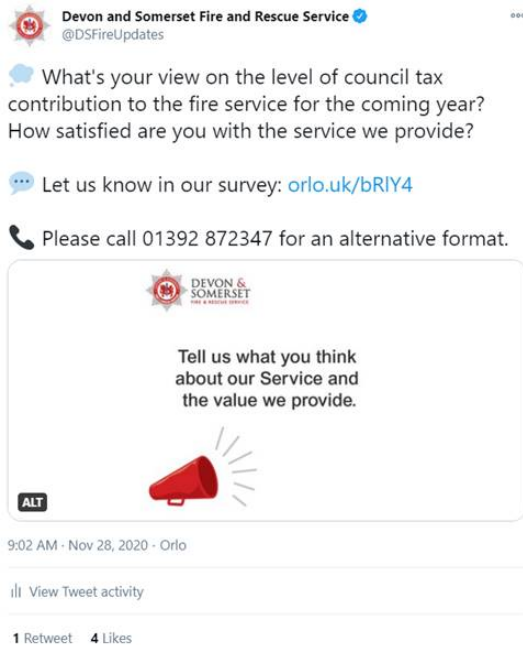 Devon and Somerset Fire and Rescue Service
@DSFireUpdates
What's your view on the level of council tax
contribution to the fire service for the coming year?
How satisfied are you with the service we provide?
Let us know in our survey: orlo.uk/bRlY4
Please call 01392 872347 for an alternative format.
DEVON &
SOMERSET
FIRE & RESCUE SERVICE
Tell us what you think
about our Service and
the value we provide.
ALT
9:02 AM · Nov 28, 2020 · Orlo
View Tweet activity
1 Retweet 4 Likes